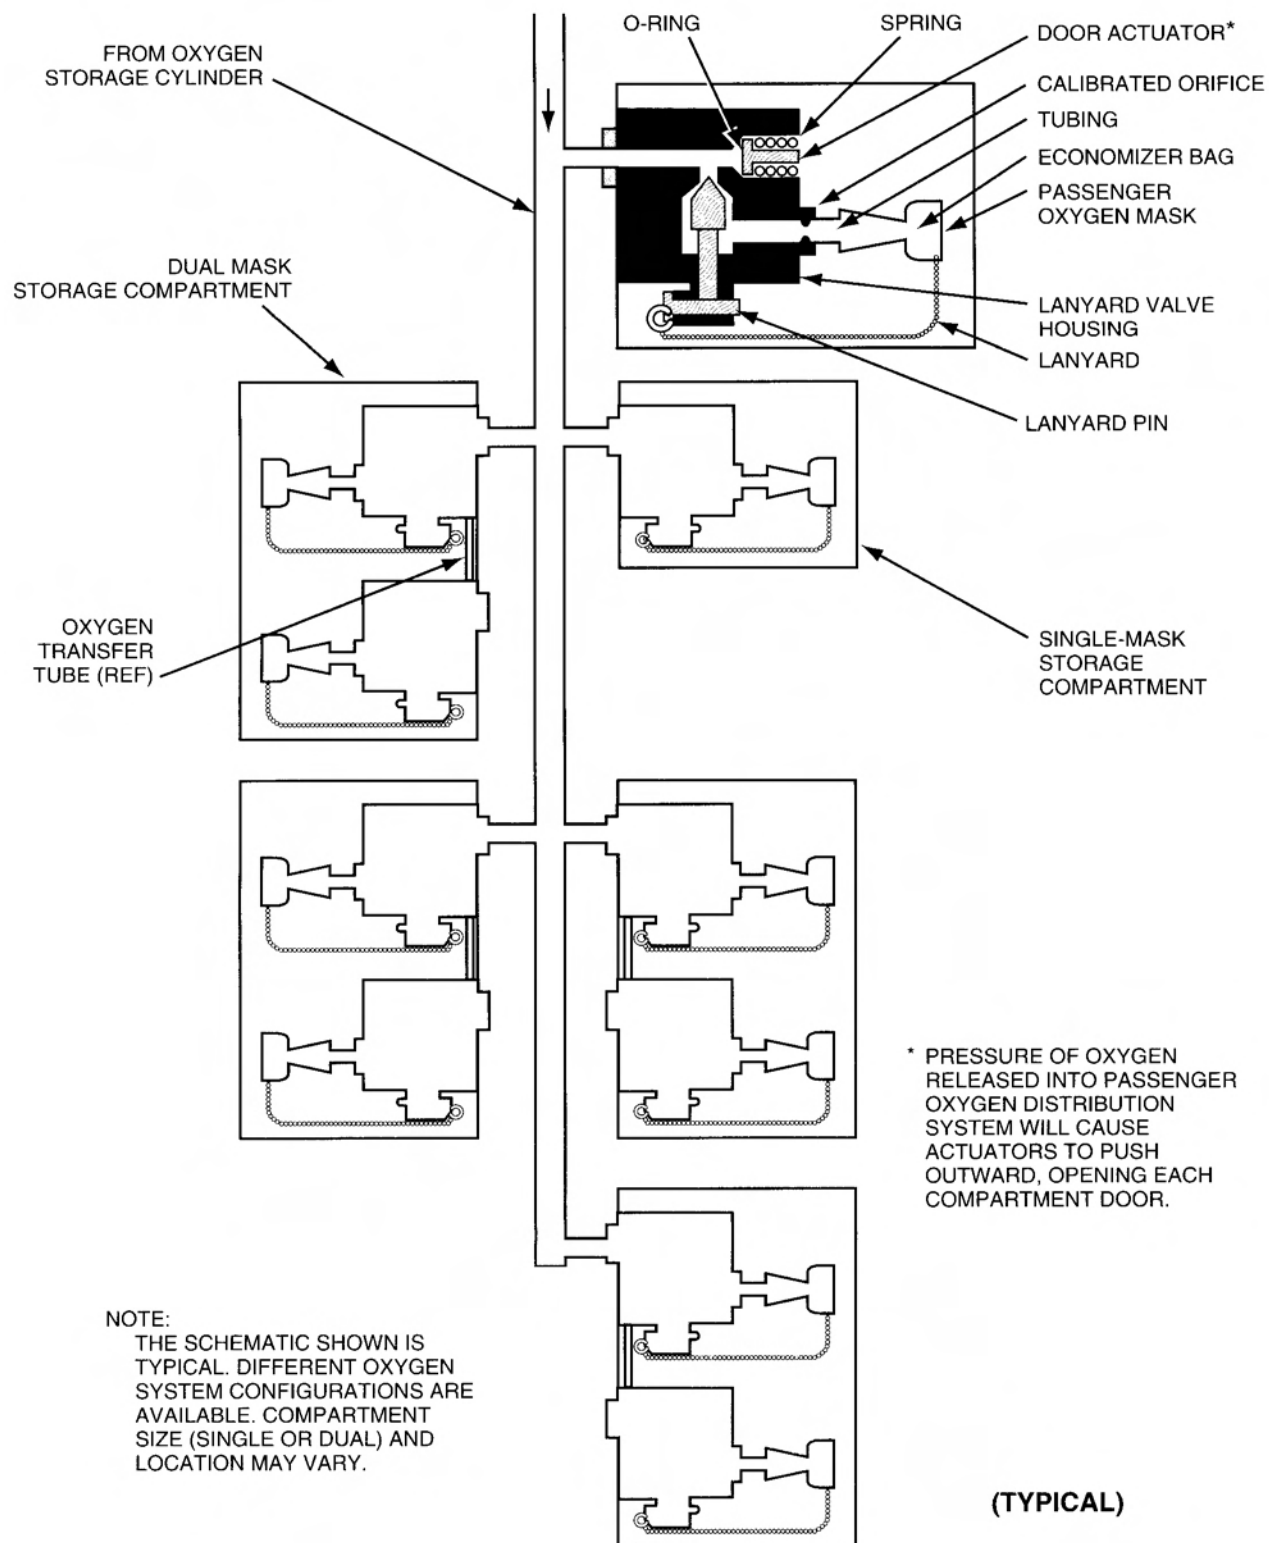 FROM OXYGEN
STORAGE CYLINDER
O-RING
SPRING
DOOR ACTUATOR*
CALIBRATED ORIFICE
TUBING
ECONOMIZER BAG
PASSENGER
OXYGEN MASK
DUAL MASK
STORAGE COMPARTMENT
LANYARD VALVE
HOUSING
LANYARD
LANYARD PIN
OXYGEN
TRANSFER
TUBE (REF)
SINGLE-MASK
STORAGE
COMPARTMENT
* PRESSURE OF OXYGEN
RELEASED INTO PASSENGER
OXYGEN DISTRIBUTION
SYSTEM WILL CAUSE
ACTUATORS TO PUSH
OUTWARD, OPENING EACH
COMPARTMENT DOOR.
NOTE:
THE SCHEMATIC SHOWN IS
TYPICAL. DIFFERENT OXYGEN
SYSTEM CONFIGURATIONS ARE
AVAILABLE. COMPARTMENT
SIZE (SINGLE OR DUAL) AND
LOCATION MAY VARY.
(TYPICAL)